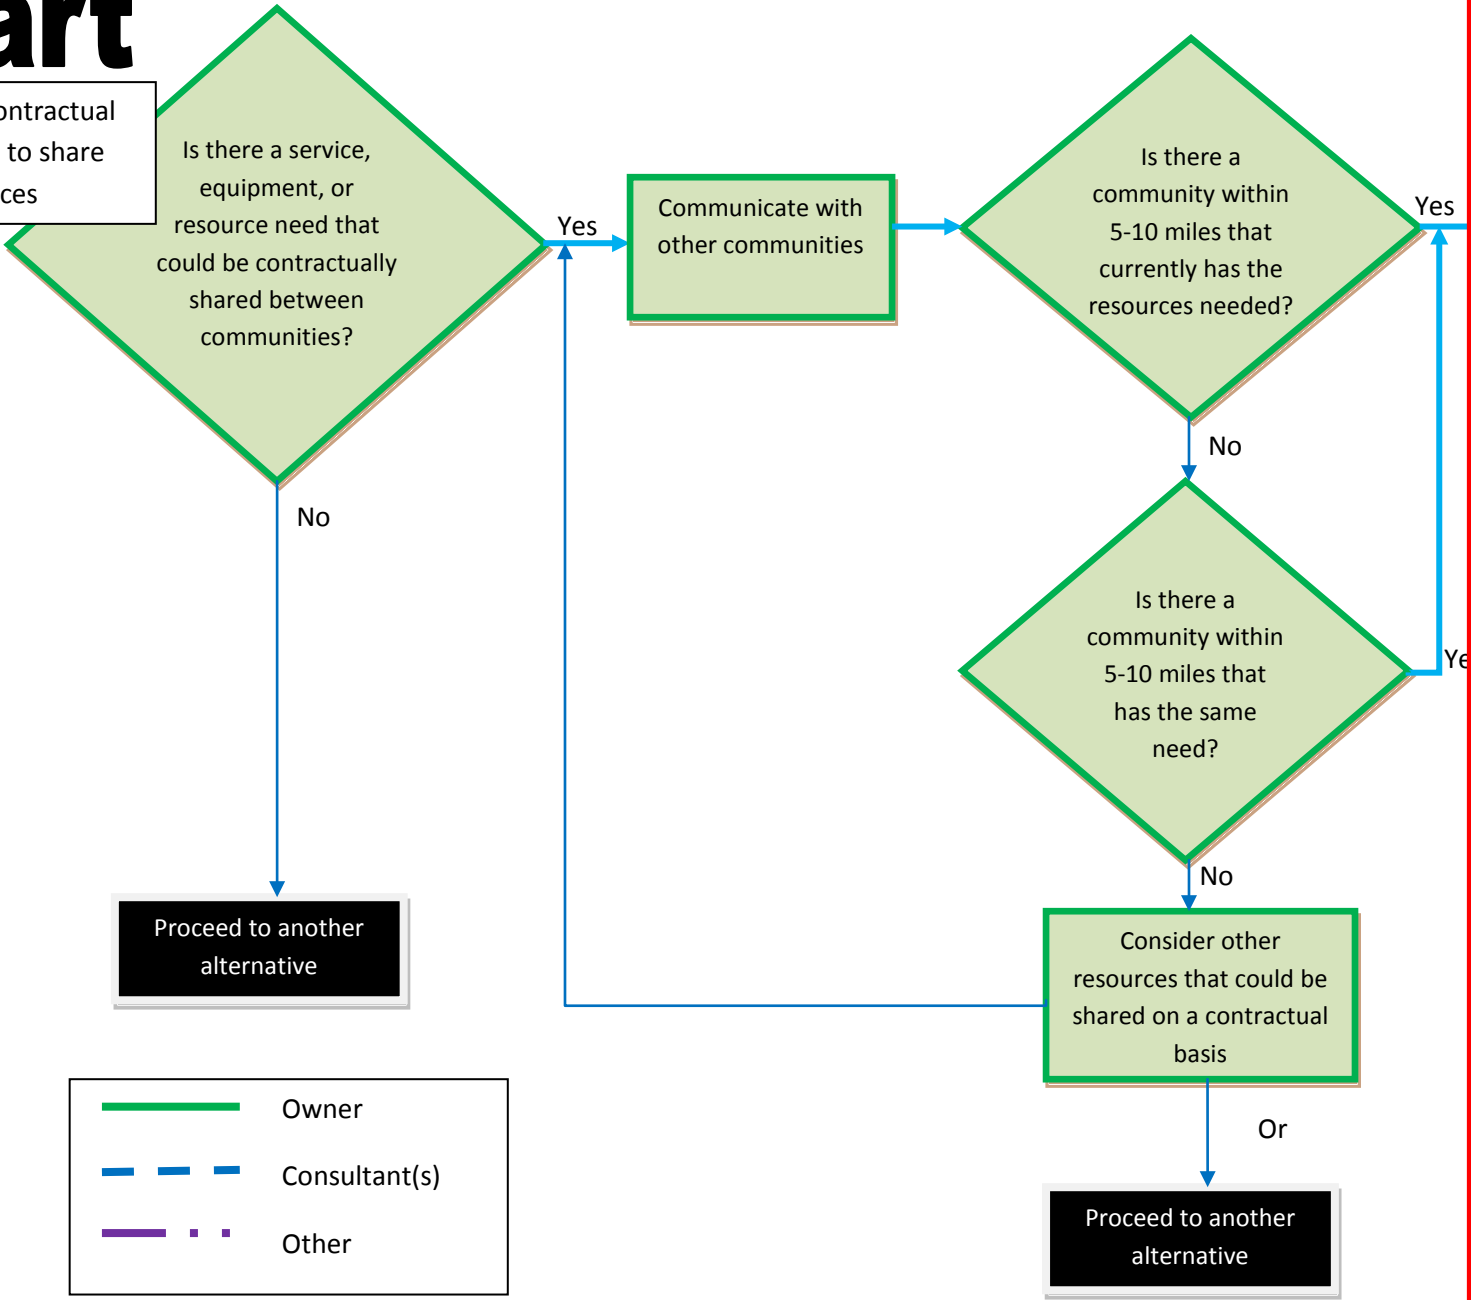 art
ontractual
to share
ces
Is there a service,
equipment, or
resource need that
could be contractually
shared between
communities?
Yes
Communicate with
other communities
Is there a
community within
5-10 miles that
currently has the
resources needed?
Yes
No
No
Is there a
community within
5-10 miles that
has the same
need?
Ye
No
Proceed to another
alternative
Consider other
resources that could be
shared on a contractual
basis
Or
Proceed to another
alternative
Owner
Consultant(s)
Other